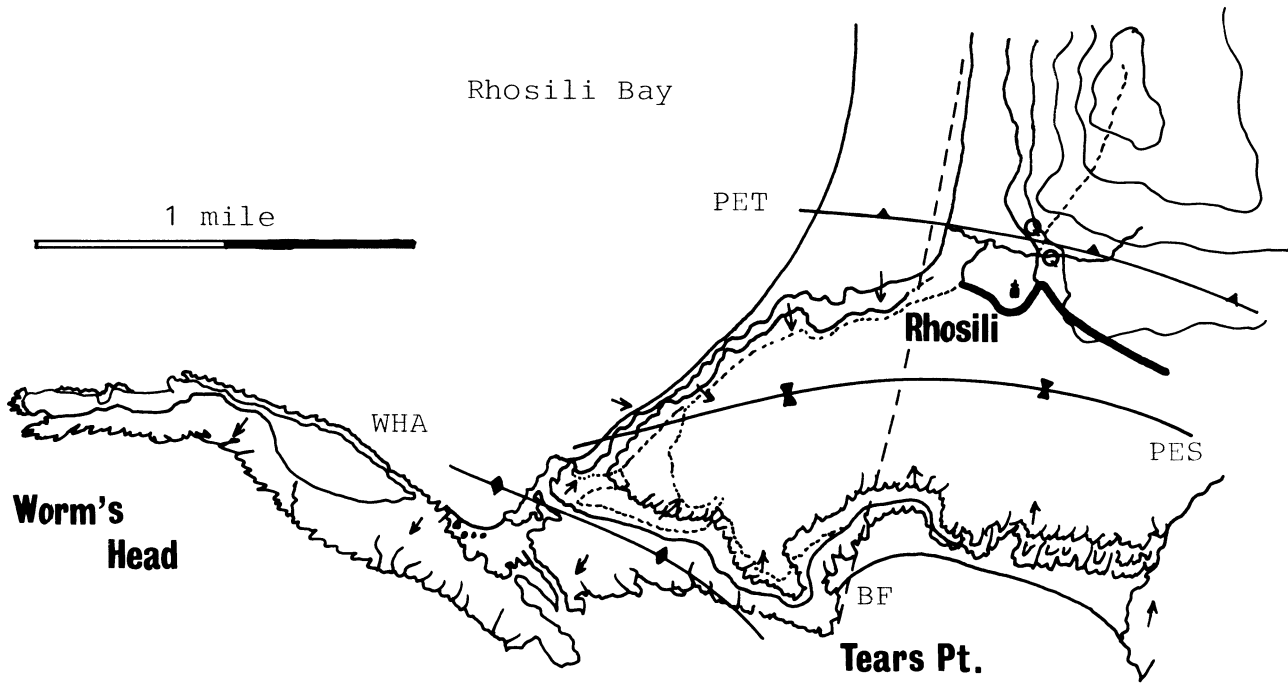 Rhosili Bay
PET
1 mile
Q
Q
Rhosili
WHA
PES
Worm's
Head
BF
Tears Pt.